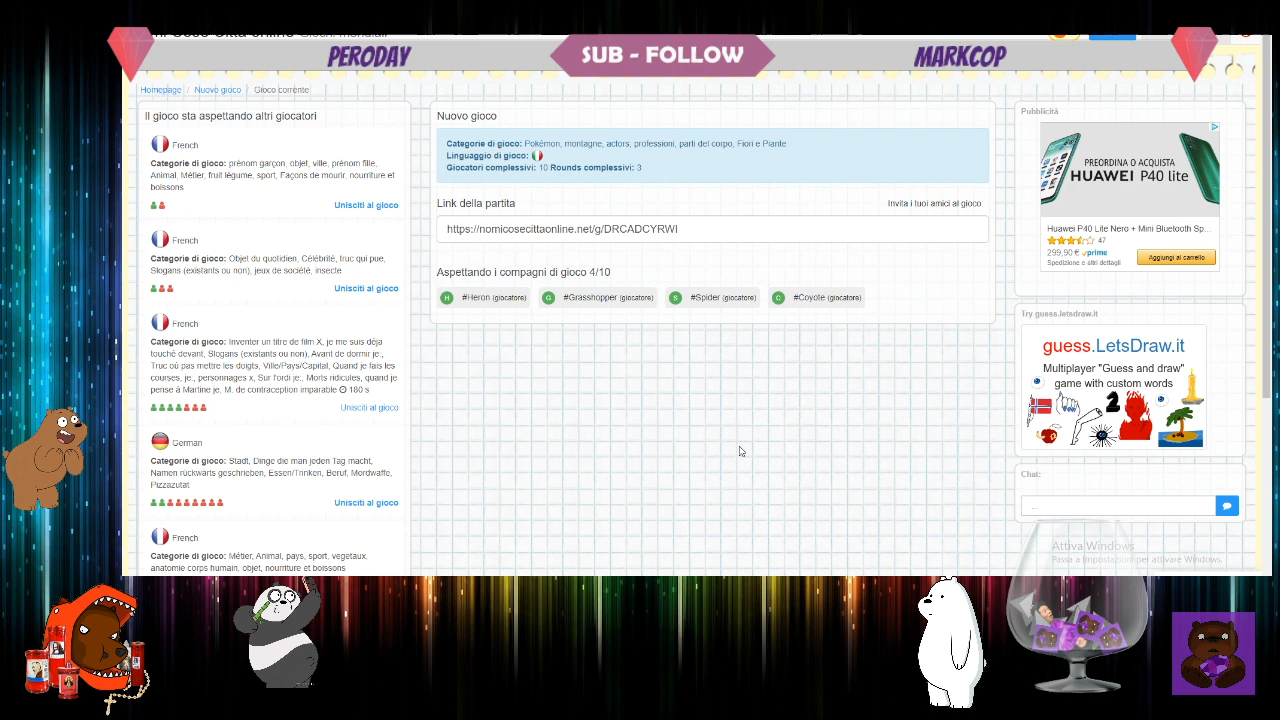 PERODAY
SUB - FOLLOW
MARKCOP
Homepage / Nuovo gioco / Gioco corrente
Il gioco sta aspettando altri giocatori
French
Categorie di gioco: prénom garçon, objet, ville, prénom fille,
Animal, Métier, fruit légume, sport, Façons de mourir, nourriture et
boissons
Unisciti al gioco
French
Categorie di gioco: Objet du quotidien, Célébrité, truc qui pue,
Slogans (existants ou non), jeux de société, insecte
Unisciti al gioco
French
Categorie di gioco: Inventer un titre de film X, je me suis déja
touché devant, Slogans (existants ou non), Avant de dormir je:,
Truc où pas mettre les doigts, Ville/Pays/Capital, Quand je fais les
courses, je:, personnages x, Sur l'ordi je:, Morts ridicules, quand je
pense à Martine je, M. de contraception imparable 180 s
Unisciti al gioco
German
Categorie di gioco: Stadt, Dinge die man jeden Tag macht,
Namen rückwärts geschrieben, Essen/Trinken, Beruf, Mordwaffe,
Pizzazutat
Unisciti al gioco
French
Categorie di gioco: Métier, Animal, pays, sport, vegetaux,
anatomie corps humain, objet, nourriture et boissons
Nuovo gioco
Categorie di gioco: Pokémon, montagne, actors, professioni, parti del corpo, Fiori e Piante
Linguaggio di gioco:
Giocatori complessivi: 10 Rounds complessivi: 3
Link della partita
Invita i tuoi amici al gioco
https://nomicosecittaonline.net/g/DRCADCYRWI
Aspettando i compagni di gioco 4/10
H #Heron (giocatore)
G #Grasshopper (giocatore)
S #Spider (giocatore)
C #Coyote (giocatore)
Pubblicità
PREORDINA O ACQUISTA
HUAWEI P40 lite
Huawei P40 Lite Nero + Mini Bluetooth Sp...
47
299,90 € prime
Spedizione e altri dettagli
Aggiungi al carrello
Try guess.letsdraw.it
guess.LetsDraw.it
Multiplayer "Guess and draw"
game with custom words
2
Chat:
...
Attiva Windows
Passa a Impostazioni per attivare Windows.